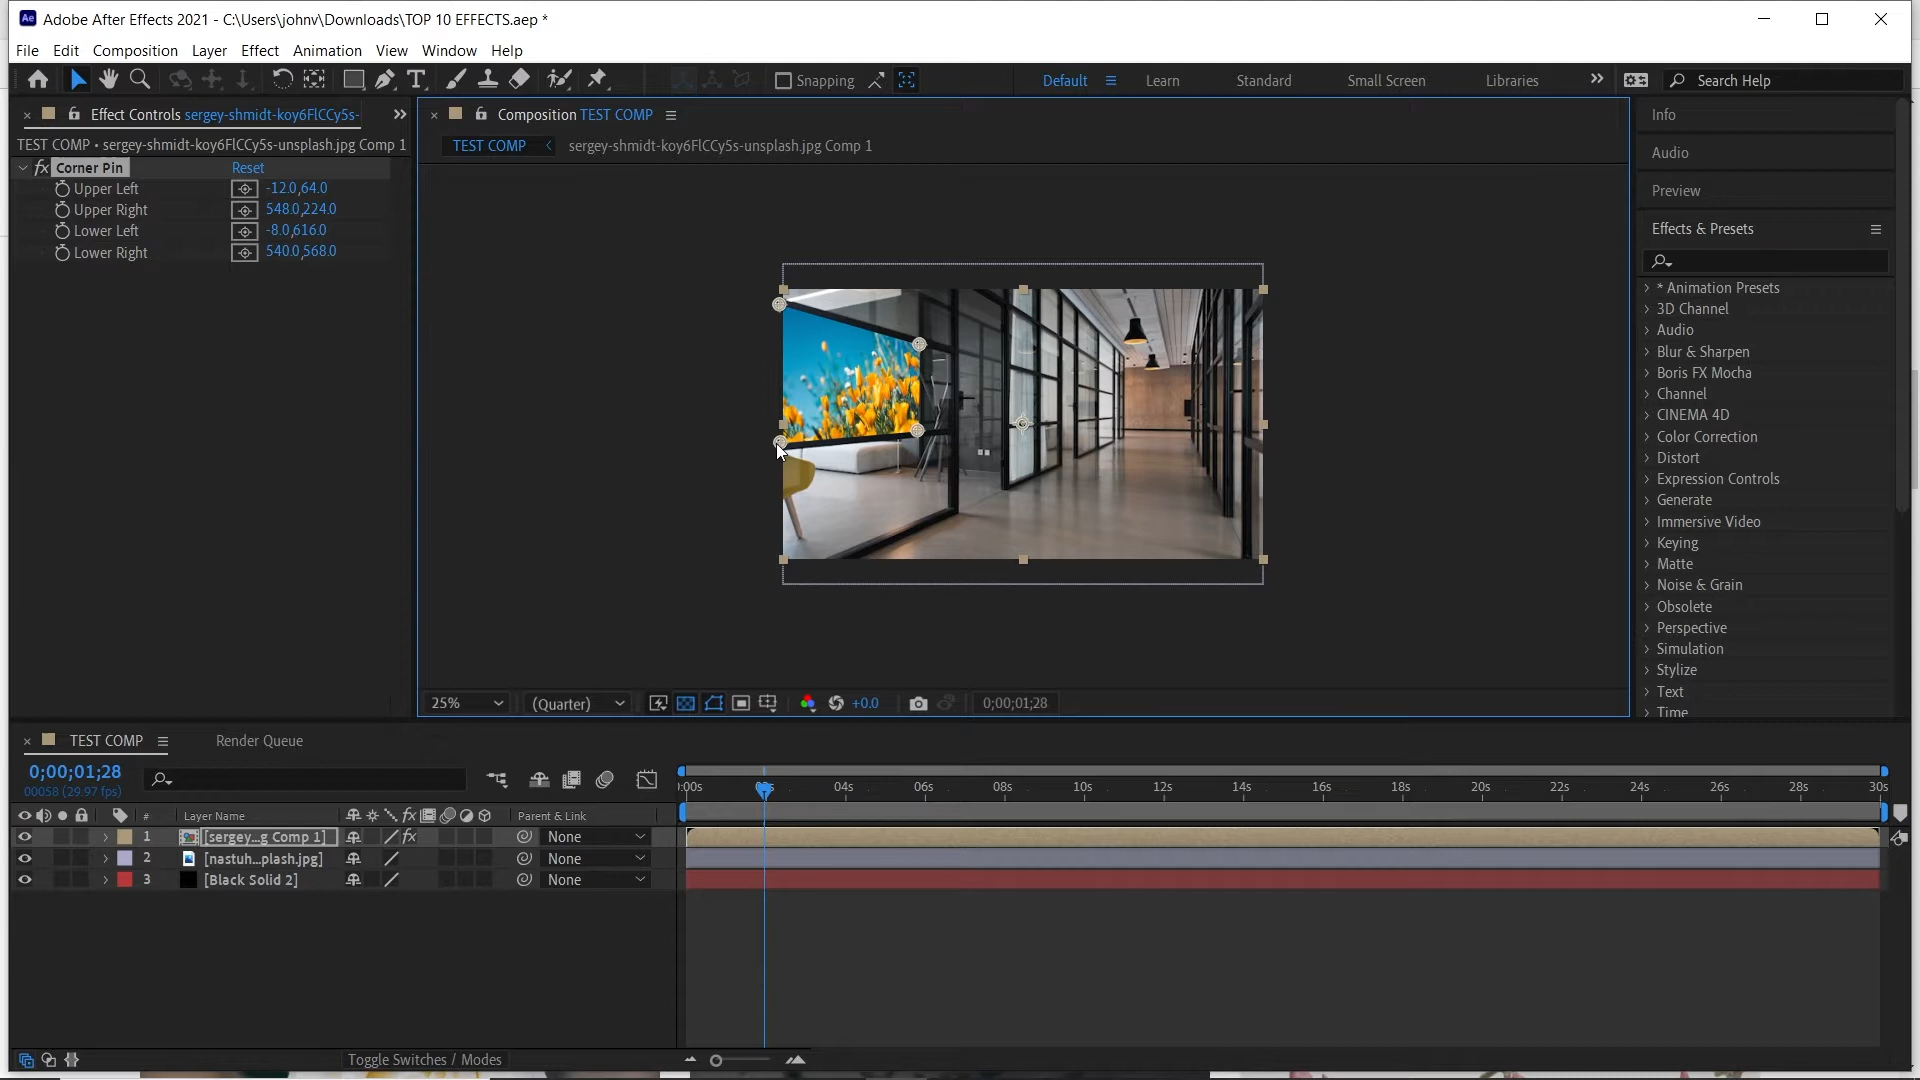 Adobe After Effects 2021 - C:\Users\johnv\Downloads\TOP 10 EFFECTS.aep *
File Edit Composition Layer Effect Animation View Window Help
Snapping Default Learn Standard Small Screen Libraries Search Help
Effect Controls sergey-shmidt-koy6FlCCy5s-
TEST COMP • sergey-shmidt-koy6FlCCy5s-unsplash.jpg Comp 1
fx Corner Pin Reset
Upper Left -12.0,64.0
Upper Right 548.0,224.0
Lower Left -8.0,616.0
Lower Right 540.0,568.0
Composition TEST COMP
TEST COMP sergey-shmidt-koy6FlCCy5s-unsplash.jpg Comp 1
25% (Quarter) +0.0 0;00;01;28
Info
Audio
Preview
Effects & Presets
* Animation Presets
3D Channel
Audio
Blur & Sharpen
Boris FX Mocha
Channel
CINEMA 4D
Color Correction
Distort
Expression Controls
Generate
Immersive Video
Keying
Matte
Noise & Grain
Obsolete
Perspective
Simulation
Stylize
Text
Time
TEST COMP Render Queue
0;00;01;28
00058 (29.97 fps)
# Layer Name fx Parent & Link
1 [sergey...g Comp 1] fx None
2 [nastuh...plash.jpg] None
3 [Black Solid 2] None
:00s 04s 06s 08s 10s 12s 14s 16s 18s 20s 22s 24s 26s 28s 30s
Toggle Switches / Modes